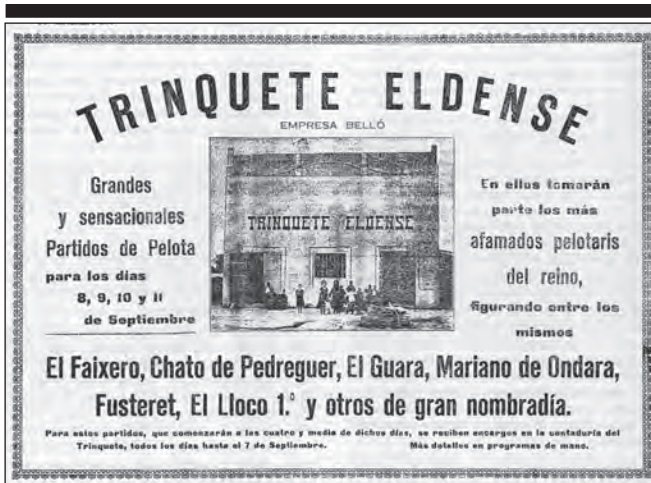 TRINQUETE ELDENSE
EMPRESA BELLÓ
Grandes
y sensacionales
Partidos de Pelota
para los días
8, 9, 10 y 11
de Septiembre
TRINQUETE ELDENSE
En ellos tomarán
parte los más
afamados pelotaris
del reino,
figurando entre los
mismos
El Faixero, Chato de Pedreguer, El Guara, Mariano de Ondara,
Fusteret, El Lloco 1.º y otros de gran nombradía.
Para estos partidos, que comenzarán a las cuatro y media de dichos días, se reciben encargos en la contaduría del
Trinquete, todos los días hasta el 7 de Septiembre. Más detalles en programas de mano.